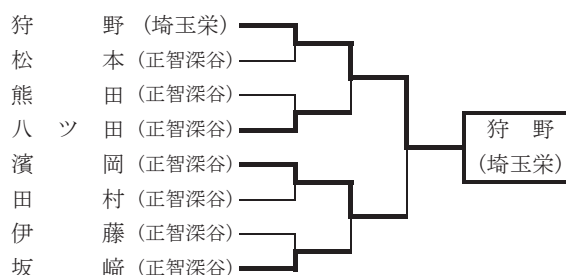 狩野(埼玉栄)
松本(正智深谷)
熊田(正智深谷)
八ツ田(正智深谷)
濱岡(正智深谷)
田村(正智深谷)
伊藤(正智深谷)
坂﨑(正智深谷)
狩野
(埼玉栄)